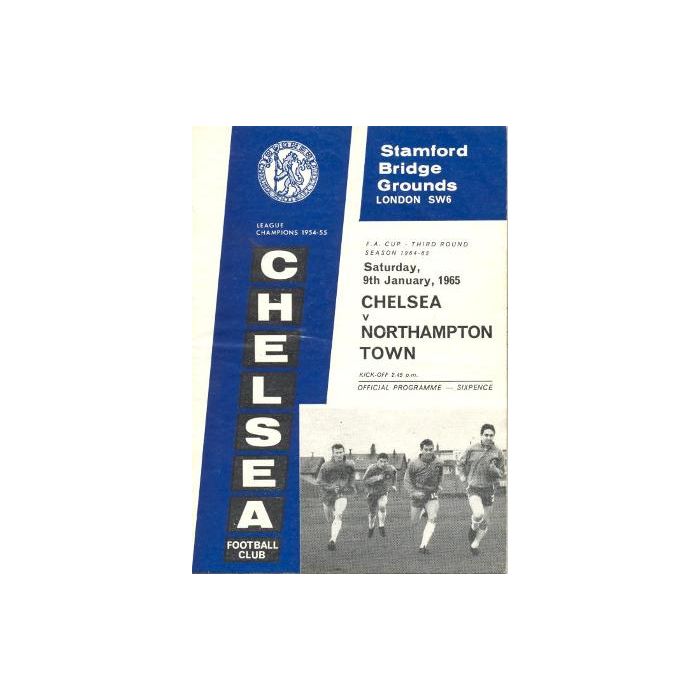 LEAGUE
CHAMPIONS 1954-55
CHELSEA
FOOTBALL
CLUB
Stamford
Bridge
Grounds
LONDON SW6
F.A. CUP - THIRD ROUND
SEASON 1964-65
Saturday,
9th January, 1965
CHELSEA
v
NORTHAMPTON
TOWN
KICK-OFF 2.45 p.m.
OFFICIAL PROGRAMME — SIXPENCE